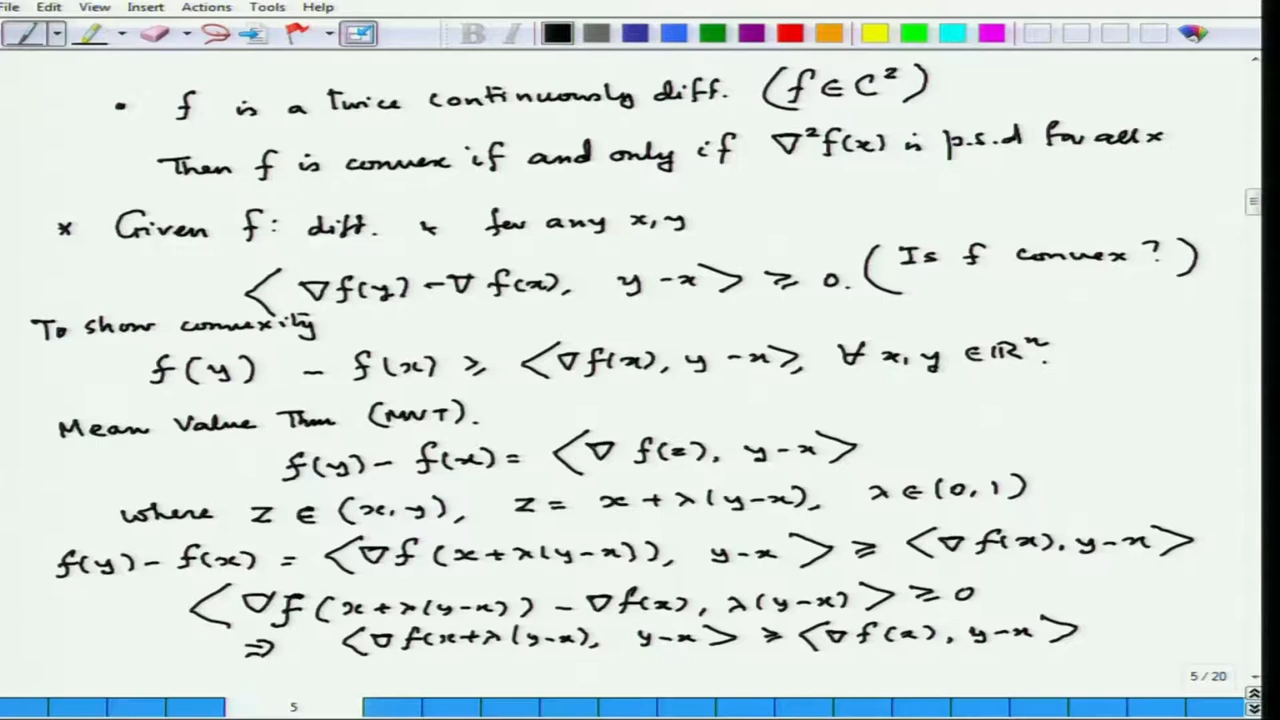 File Edit View Insert Actions Tools Help
B I
• f is a twice continuously diff. (f ∈ C²)
Then f is convex if and only if ∇²f(x) is p.s.d for all x
* Given f: diff. & for any x, y
⟨∇f(y) - ∇f(x), y - x⟩ ≥ 0. (Is f convex?)
To show convexity
f(y) - f(x) ≥ ⟨∇f(x), y - x⟩, ∀ x, y ∈ ℝⁿ.
Mean Value Thm (MVT).
f(y) - f(x) = ⟨∇f(z), y - x⟩
where z ∈ (x, y), z = x + λ(y - x), λ ∈ (0, 1)
f(y) - f(x) = ⟨∇f(x + λ(y - x)), y - x⟩ ≥ ⟨∇f(x), y - x⟩
⟨∇f(x + λ(y - x)) - ∇f(x), λ(y - x)⟩ ≥ 0
⇒ ⟨∇f(x + λ(y - x), y - x⟩ ≥ ⟨∇f(x), y - x⟩
5 / 20
5